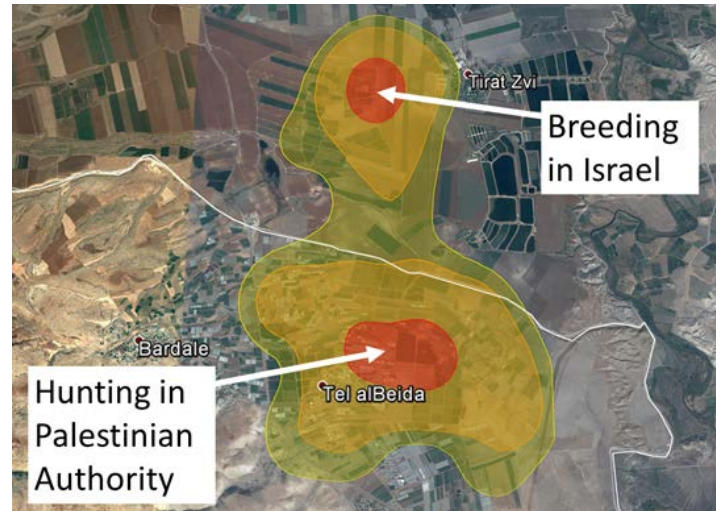 Tirat Zvi
Breeding
in Israel
Bardale
Tel alBeida
Hunting in
Palestinian
Authority